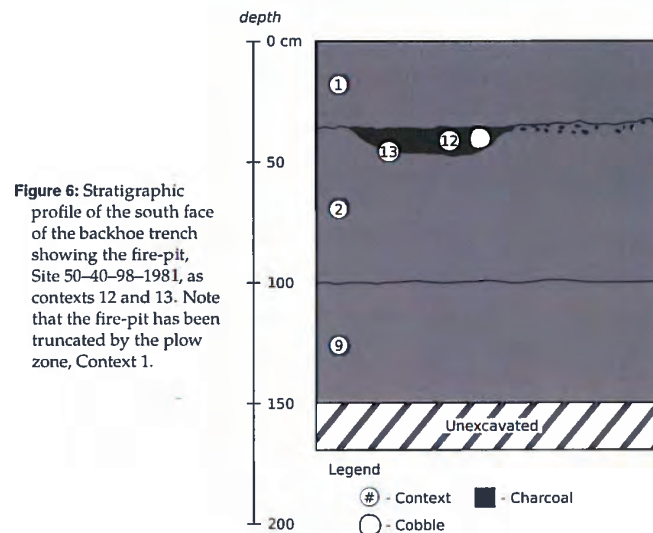 depth
0 cm
50
100
150
200
1
12
13
2
9
Unexcavated
Figure 6: Stratigraphic
profile of the south face
of the backhoe trench
showing the fire-pit,
Site 50–40–98–1981, as
contexts 12 and 13. Note
that the fire-pit has been
truncated by the plow
zone, Context 1.
Legend
# - Context
- Charcoal
- Cobble